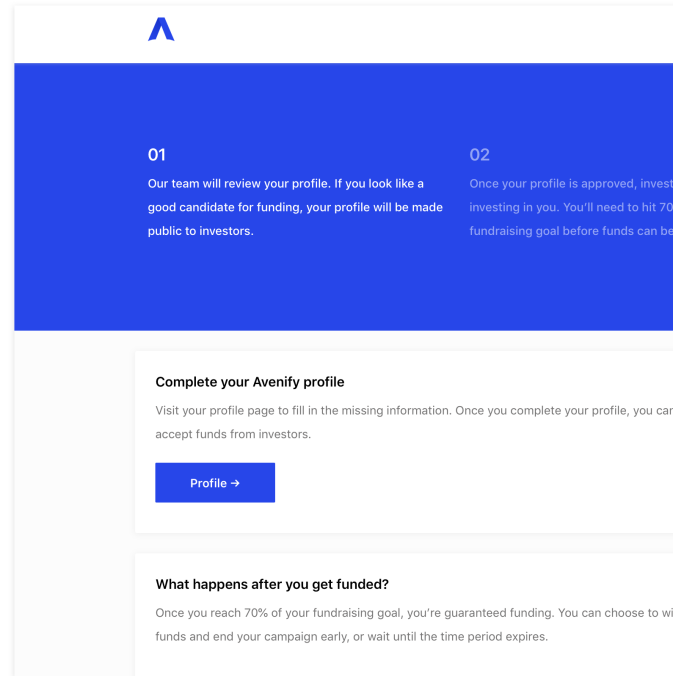 01
Our team will review your profile. If you look like a
good candidate for funding, your profile will be made
public to investors.
02
Once your profile is approved, invest
investing in you. You'll need to hit 70
fundraising goal before funds can be
Complete your Avenify profile
Visit your profile page to fill in the missing information. Once you complete your profile, you can
accept funds from investors.
Profile →
What happens after you get funded?
Once you reach 70% of your fundraising goal, you're guaranteed funding. You can choose to wi
funds and end your campaign early, or wait until the time period expires.